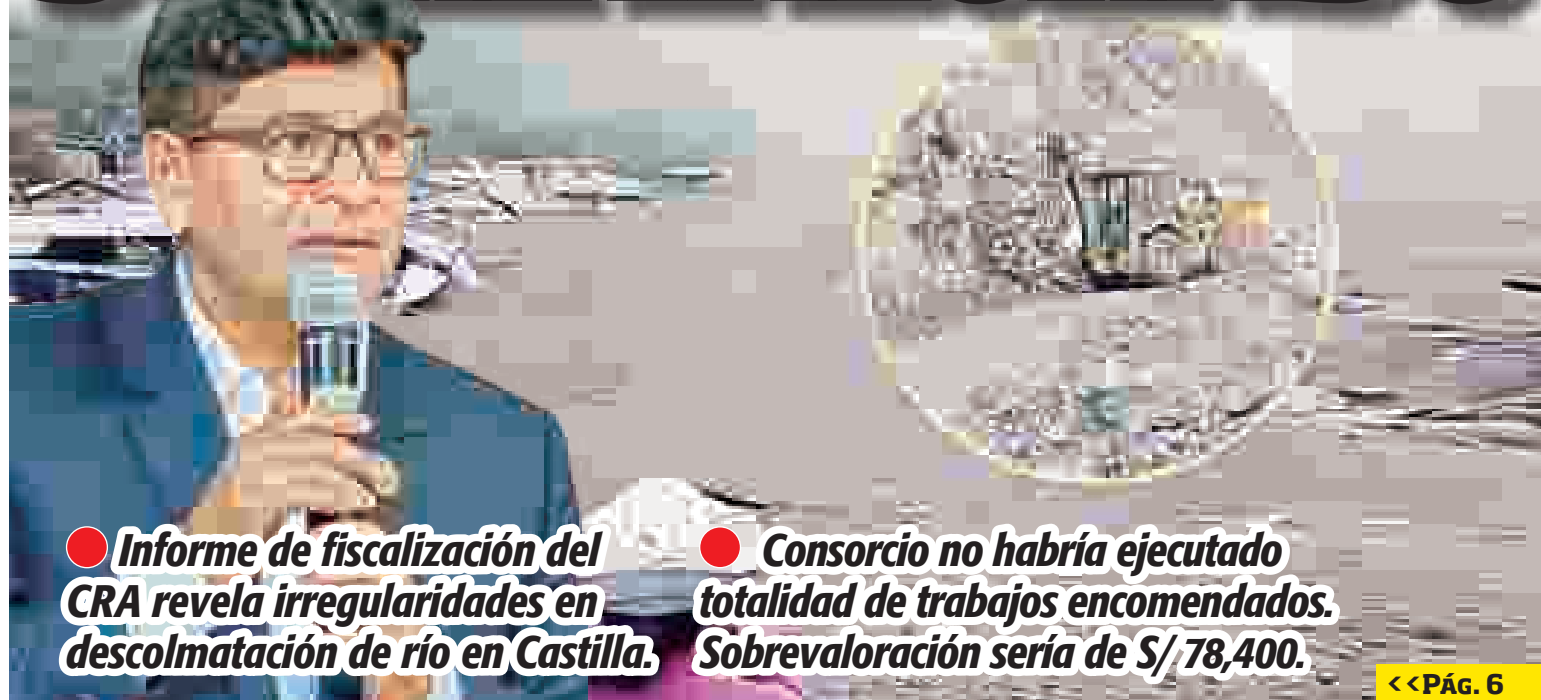 Informe de fiscalización del
CRA revela irregularidades en
descolmatación de río en Castilla.
Consorcio no habría ejecutado
totalidad de trabajos encomendados.
Sobrevaloración sería de S/ 78,400.
<<PÁG. 6